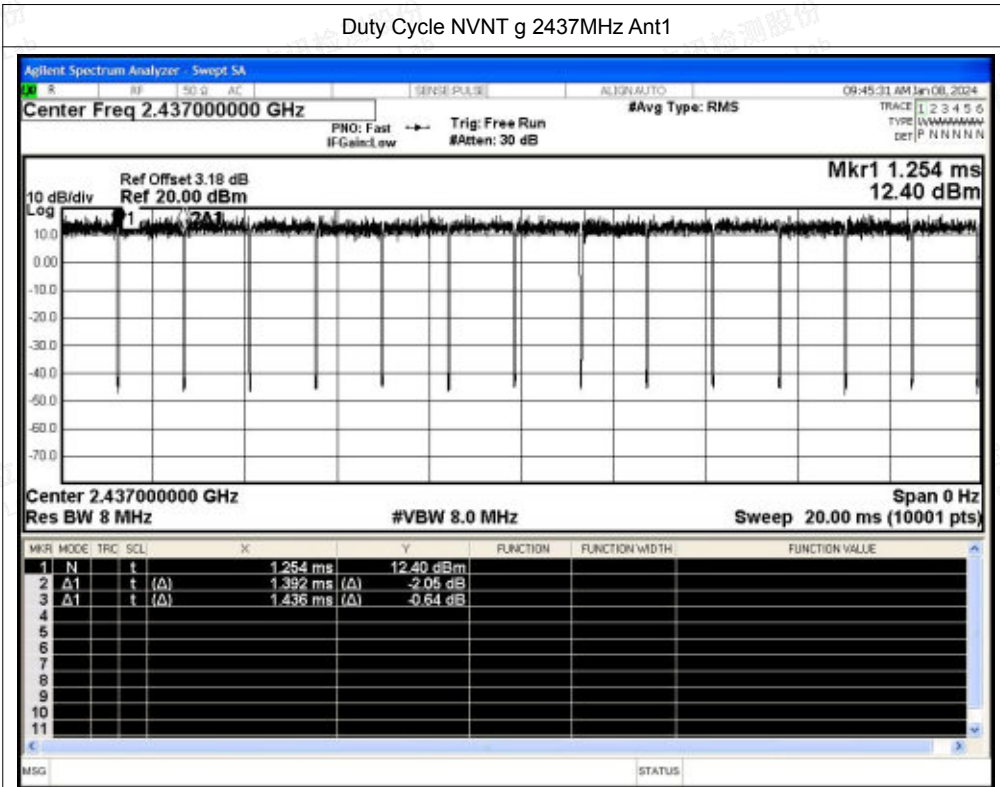 Duty Cycle NVNT g 2437MHz Ant1
Agilent Spectrum Analyzer - Swept SA
R RF 50 Ω AC SENSE:PULSE ALIGN AUTO 09:45:31 AM Jan 08, 2024
Center Freq 2.437000000 GHz #Avg Type: RMS TRACE 1 2 3 4 5 6
PNO: Fast Trig: Free Run TYPE
IFGain:Low #Atten: 30 dB DET P N N N N N
Mkr1 1.254 ms
Ref Offset 3.18 dB
10 dB/div Ref 20.00 dBm 12.40 dBm
Log
1 2Δ1
10.0
0.00
-10.0
-20.0
-30.0
-40.0
-50.0
-60.0
-70.0
Center 2.437000000 GHz Span 0 Hz
Res BW 8 MHz #VBW 8.0 MHz Sweep 20.00 ms (10001 pts)
MKR MODE TRC SCL X Y FUNCTION FUNCTION WIDTH FUNCTION VALUE
1 N t 1.254 ms 12.40 dBm
2 Δ1 t (Δ) 1.392 ms (Δ) -2.05 dB
3 Δ1 t (Δ) 1.436 ms (Δ) -0.64 dB
4
5
6
7
8
9
10
11
MSG STATUS